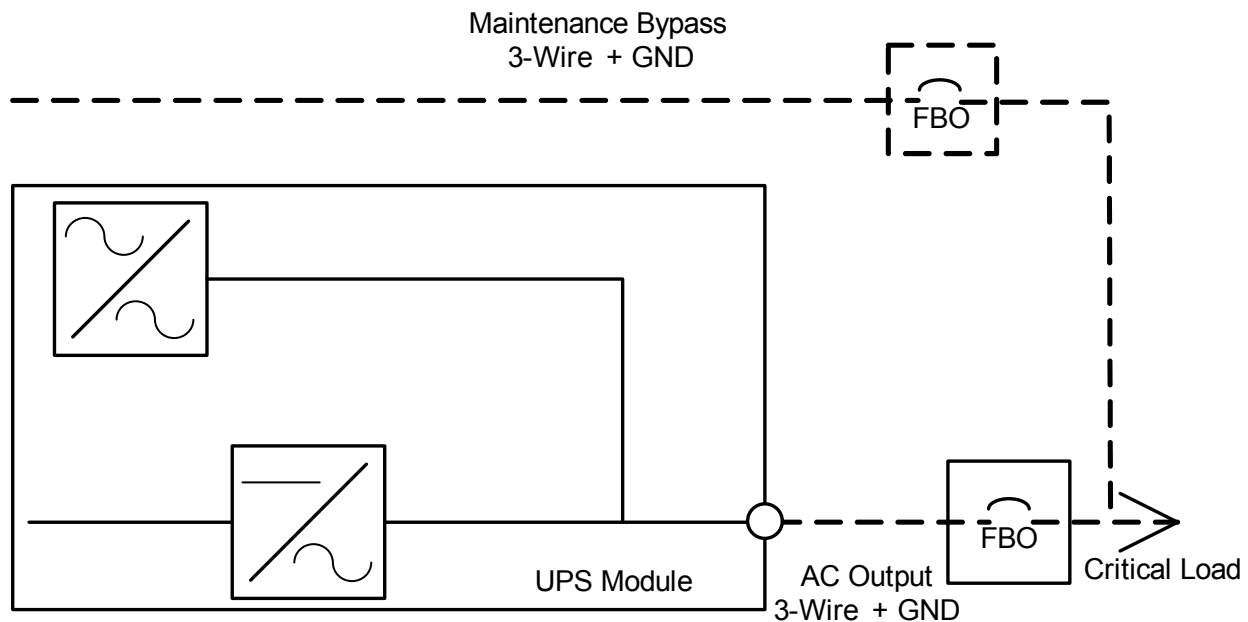 Maintenance Bypass
3-Wire + GND
FBO
FBO
UPS Module
AC Output
3-Wire + GND
Critical Load